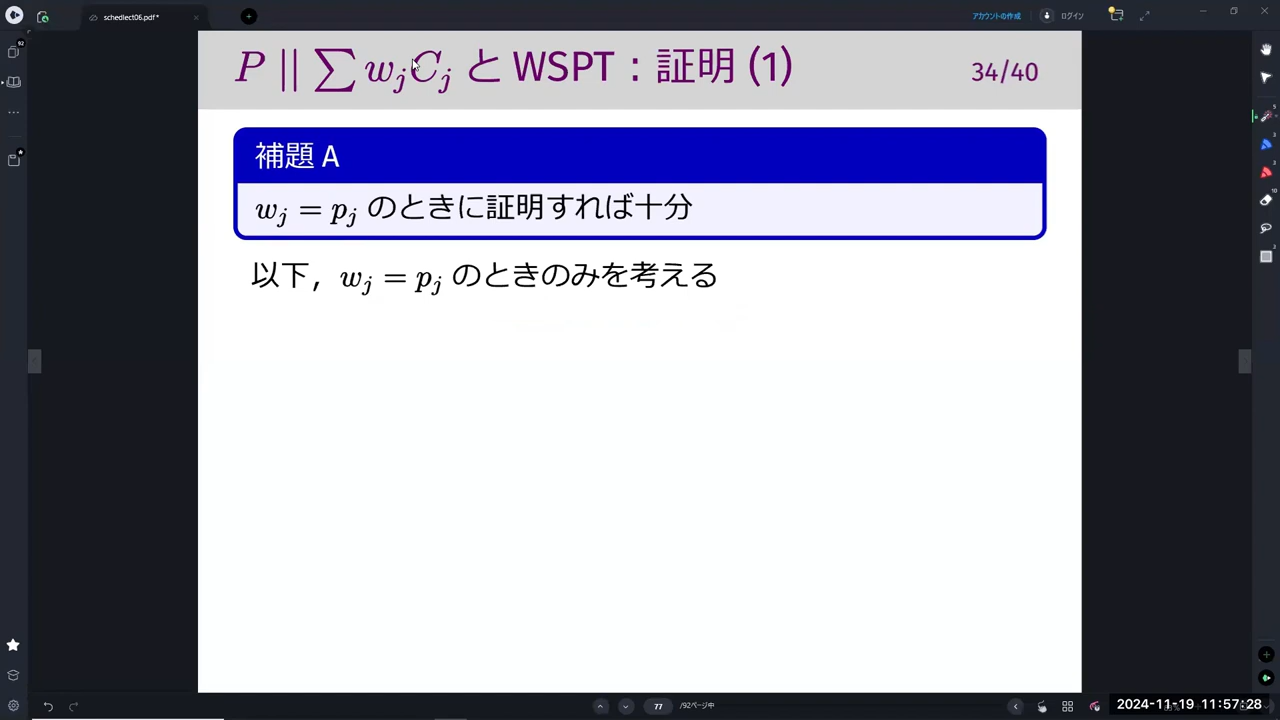 schedlect06.pdf*
アカウントの作成
ログイン
P || ∑ w_j C_j と WSPT：証明 (1)
34/40
補題 A
w_j = p_j のときに証明すれば十分
以下，w_j = p_j のときのみを考える
77
/92ページ中
2024-11-19 11:57:28